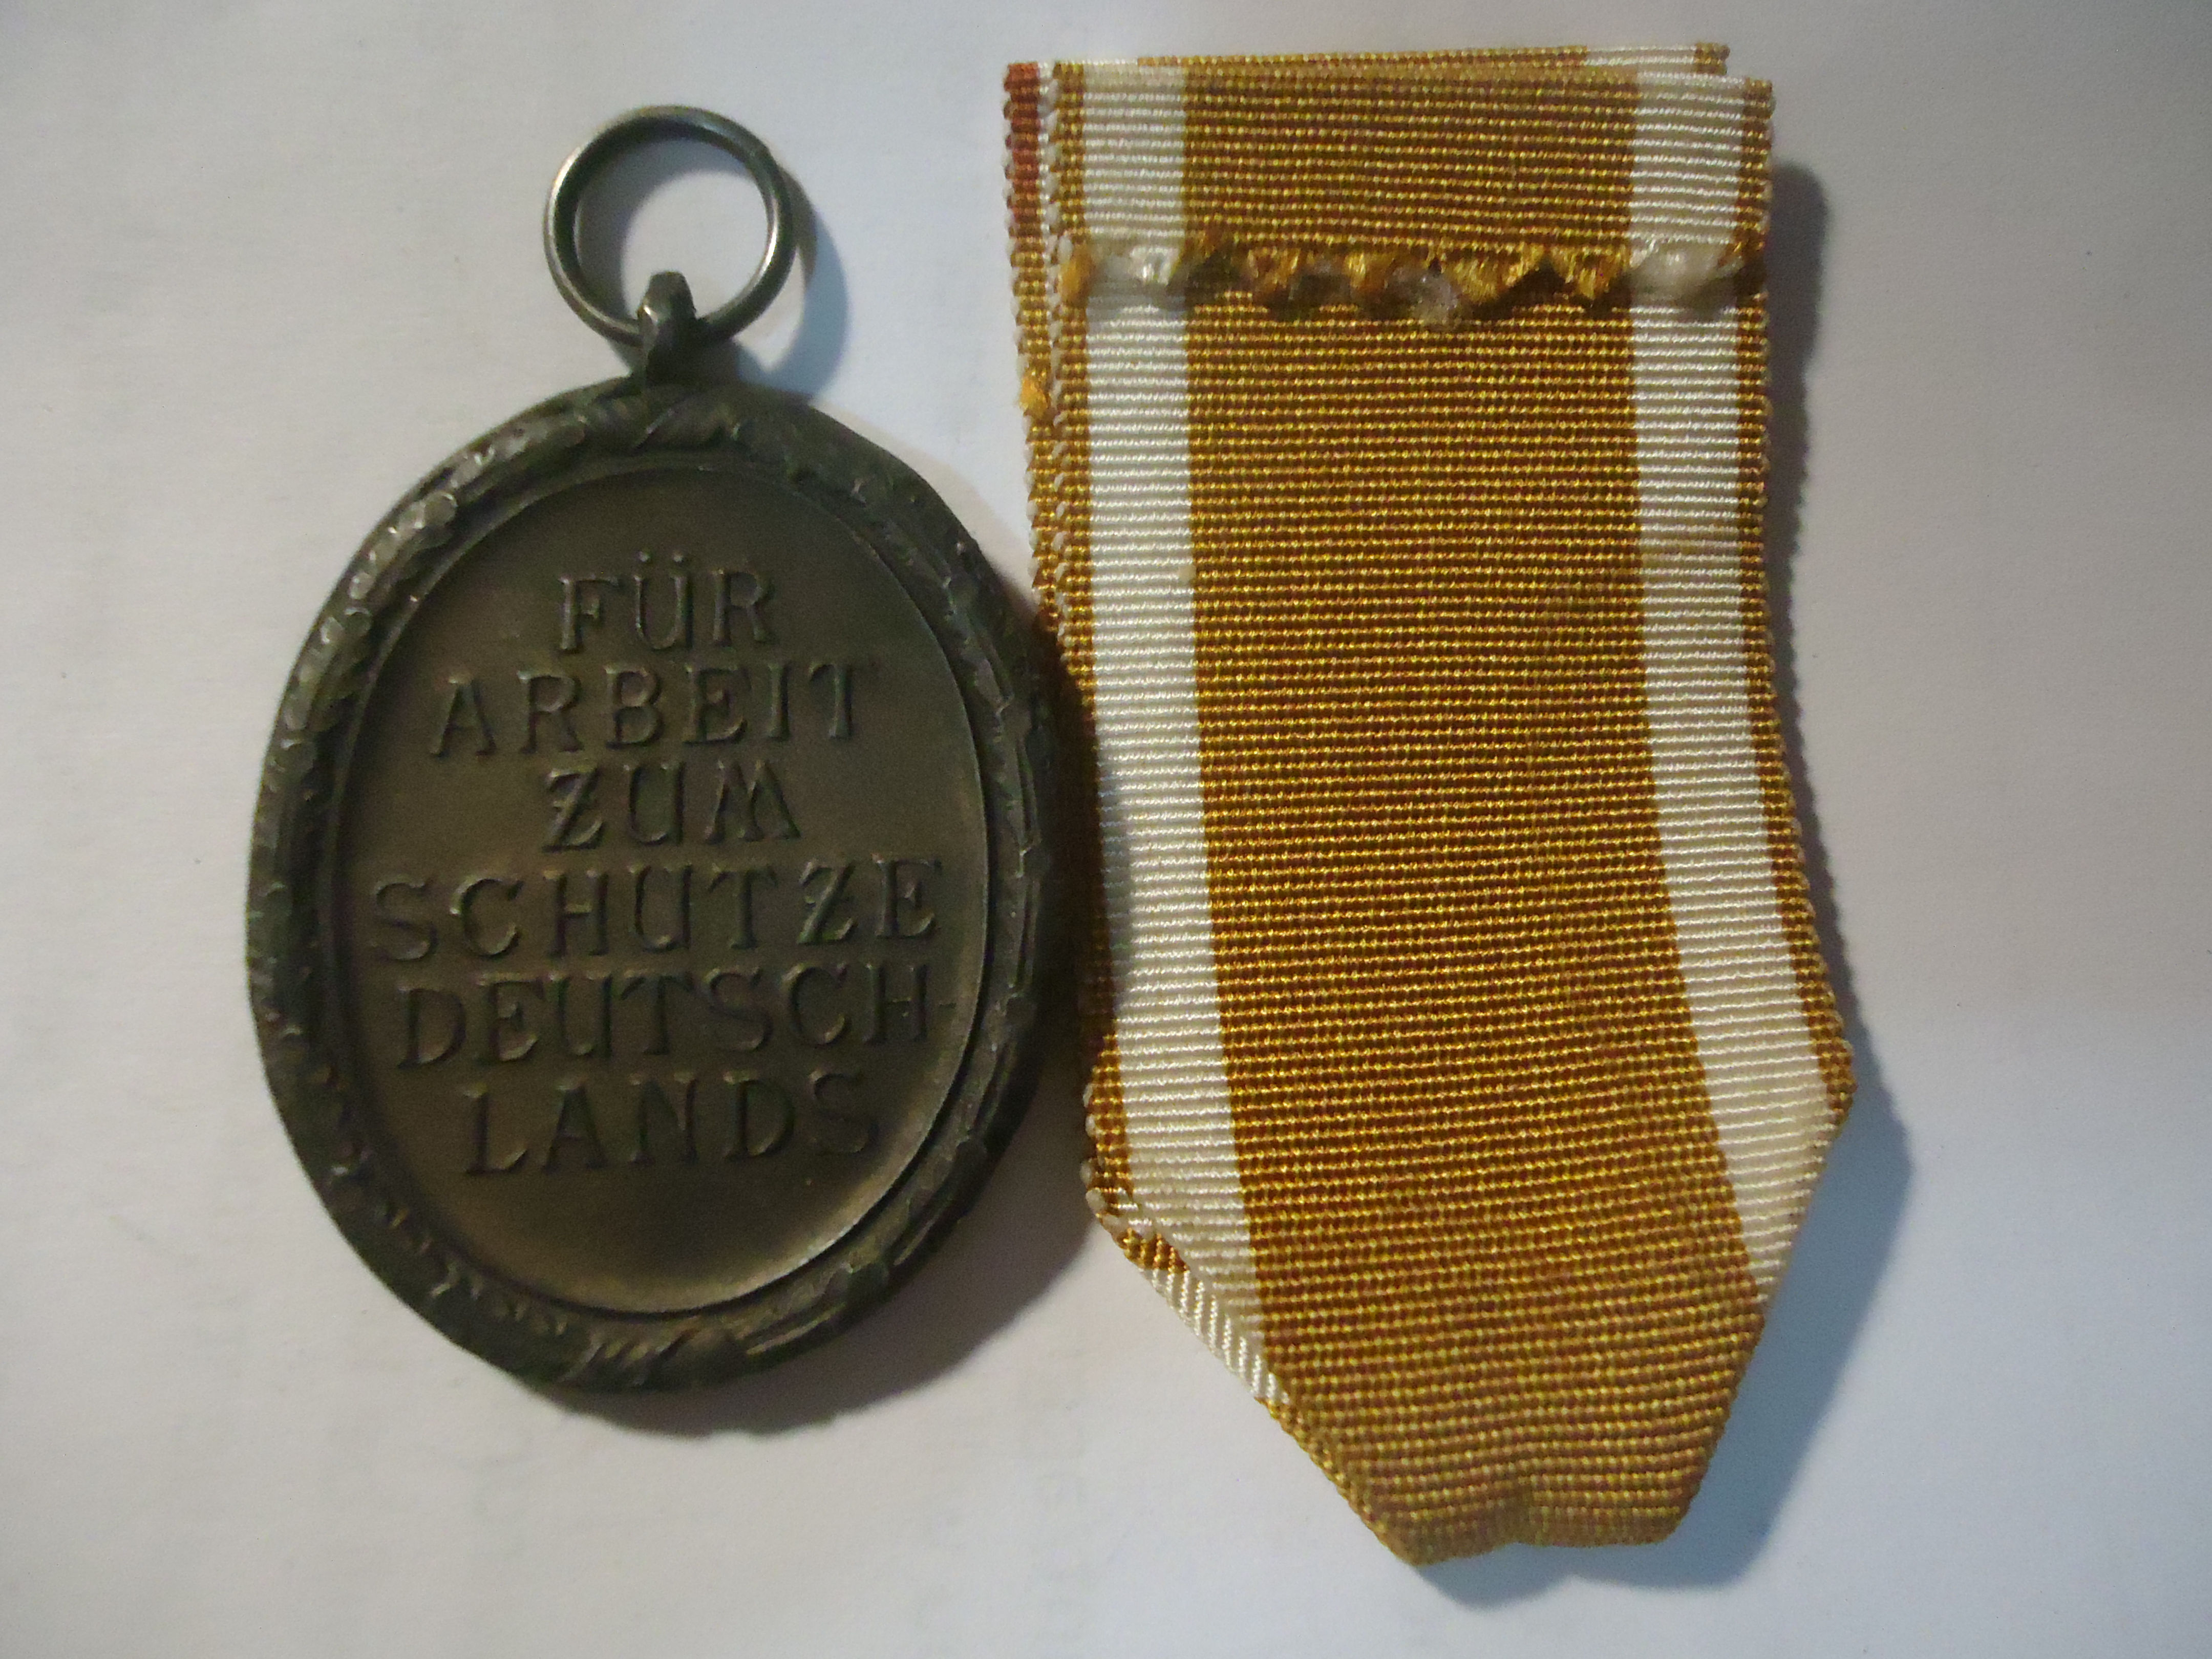 FÜR
ARBEIT
ZUM
SCHUTZE
DEUTSCH-
LANDS